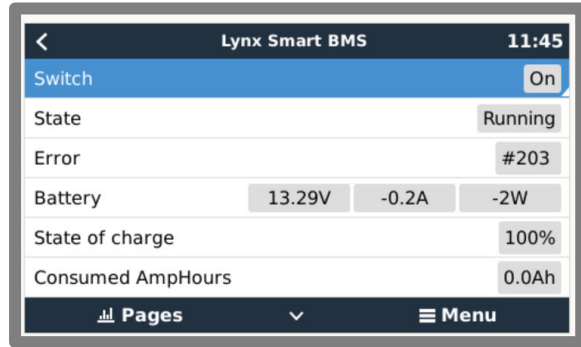 Lynx Smart BMS 11:45
Switch On
State Running
Error #203
Battery 13.29V -0.2A -2W
State of charge 100%
Consumed AmpHours 0.0Ah
Pages Menu